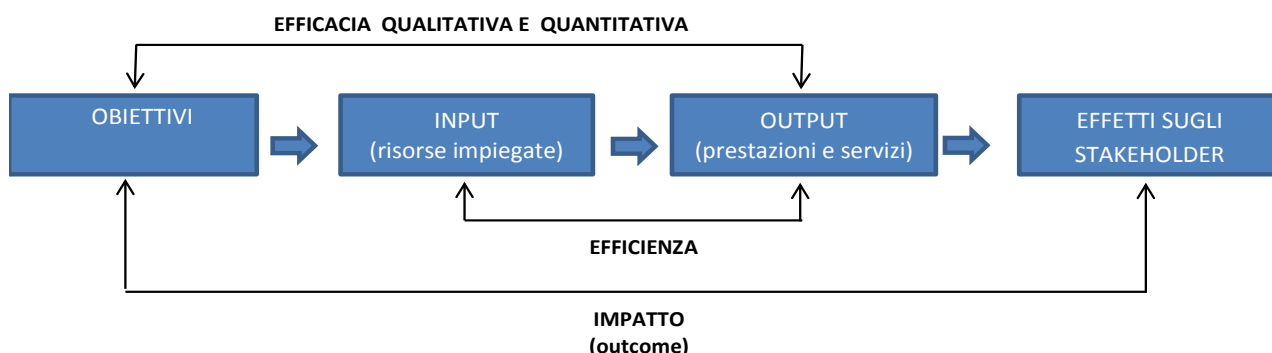 EFFICACIA QUALITATIVA E QUANTITATIVA
OBIETTIVI
INPUT
(risorse impiegate)
OUTPUT
(prestazioni e servizi)
EFFETTI SUGLI
STAKEHOLDER
EFFICIENZA
IMPATTO
(outcome)